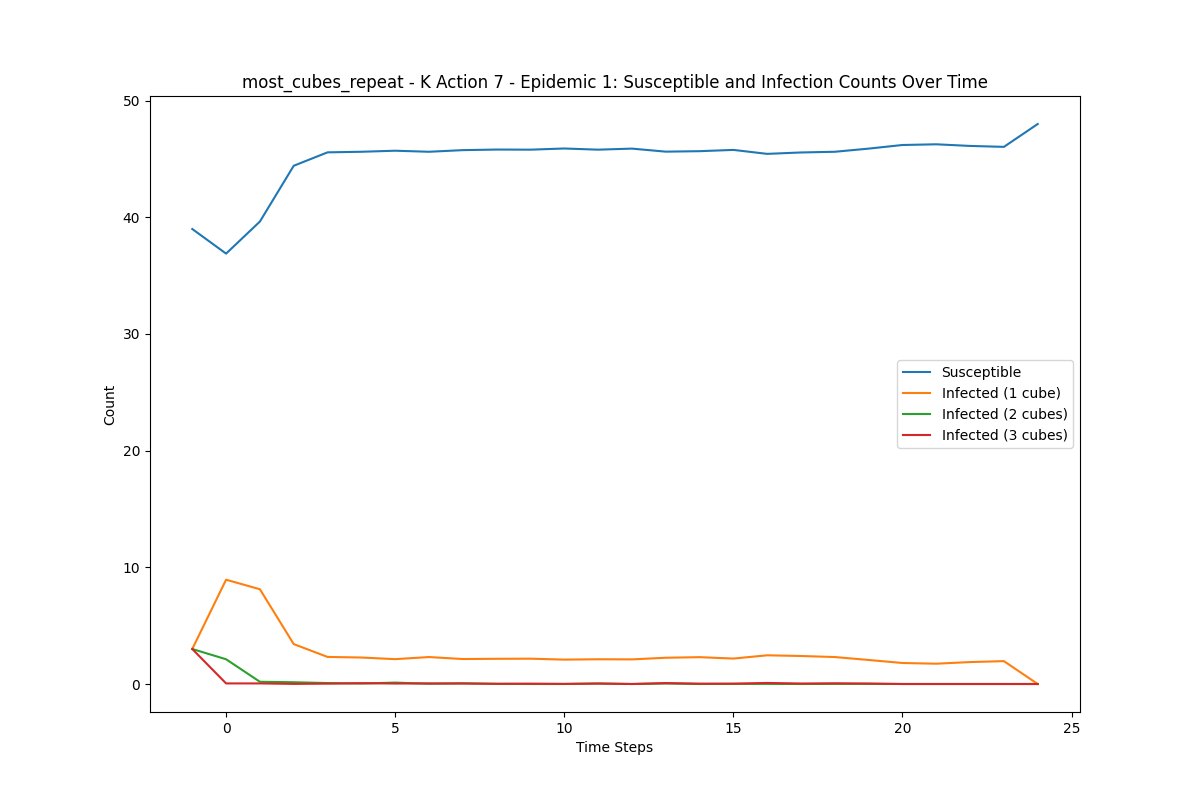 most_cubes_repeat - K Action 7 - Epidemic 1: Susceptible and Infection Counts Over Time
50
40
30
20
10
0
Count
Susceptible
Infected (1 cube)
Infected (2 cubes)
Infected (3 cubes)
0 5 10 15 20 25
Time Steps